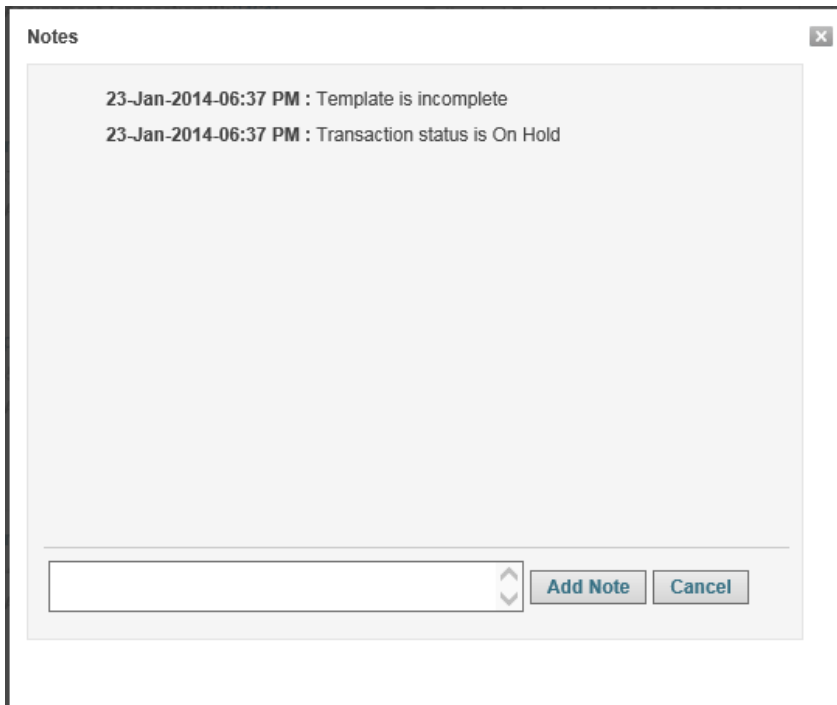 Notes
23-Jan-2014-06:37 PM : Template is incomplete
23-Jan-2014-06:37 PM : Transaction status is On Hold
Add Note Cancel